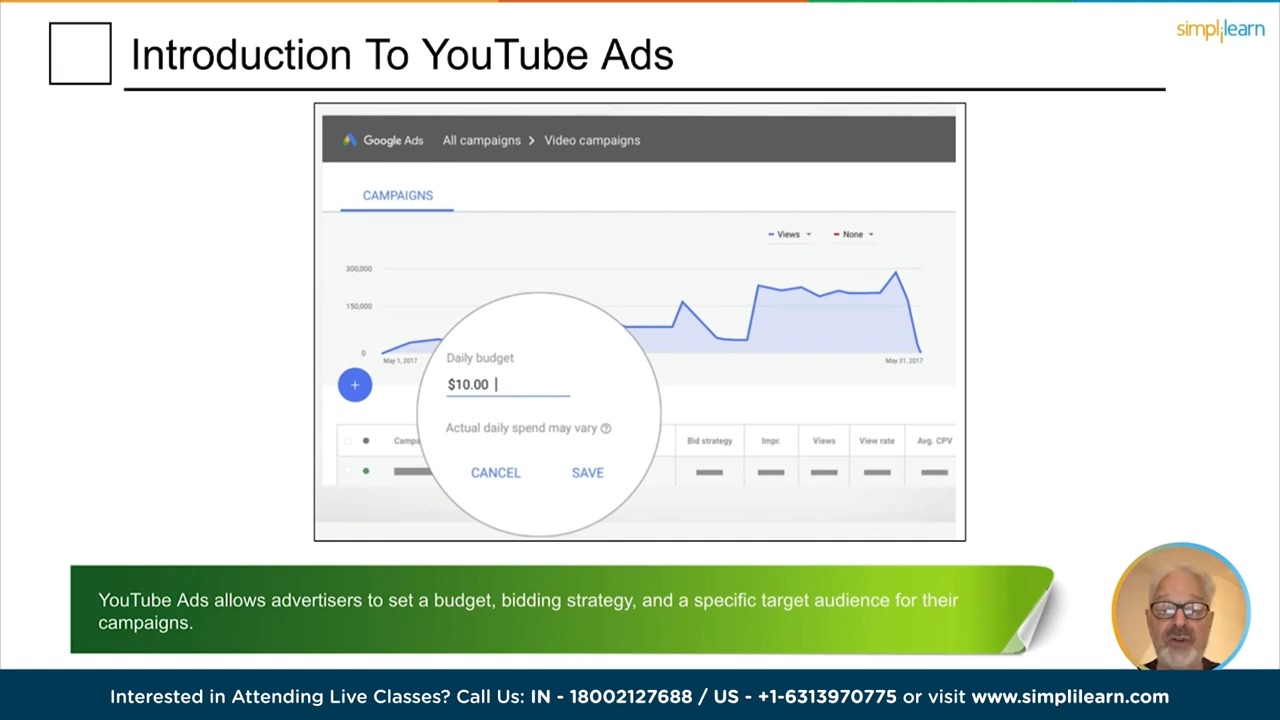 simplilearn
Introduction To YouTube Ads
Google Ads All campaigns > Video campaigns
CAMPAIGNS
Views None
300,000
150,000
0
May 1, 2017 May 31, 2017
Daily budget
$10.00
Actual daily spend may vary
CANCEL SAVE
+
Campa Bid strategy Impr. Views View rate Avg. CPV
YouTube Ads allows advertisers to set a budget, bidding strategy, and a specific target audience for their
campaigns.
Interested in Attending Live Classes? Call Us: IN - 18002127688 / US - +1-6313970775 or visit www.simplilearn.com